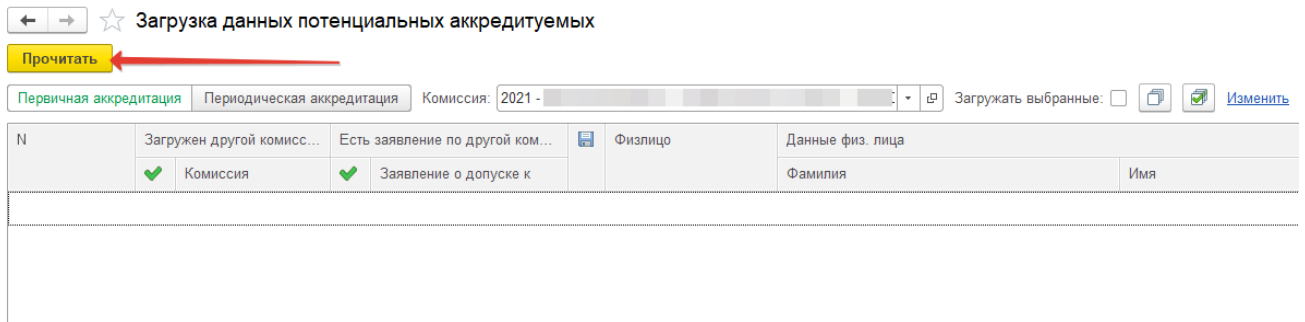 Загрузка данных потенциальных аккредитуемых
Прочитать
Первичная аккредитация Периодическая аккредитация Комиссия: 2021 - Загружать выбранные: Изменить
N Загружен другой комисс... Есть заявление по другой ком... Физлицо Данные физ. лица
Комиссия Заявление о допуске к Фамилия Имя